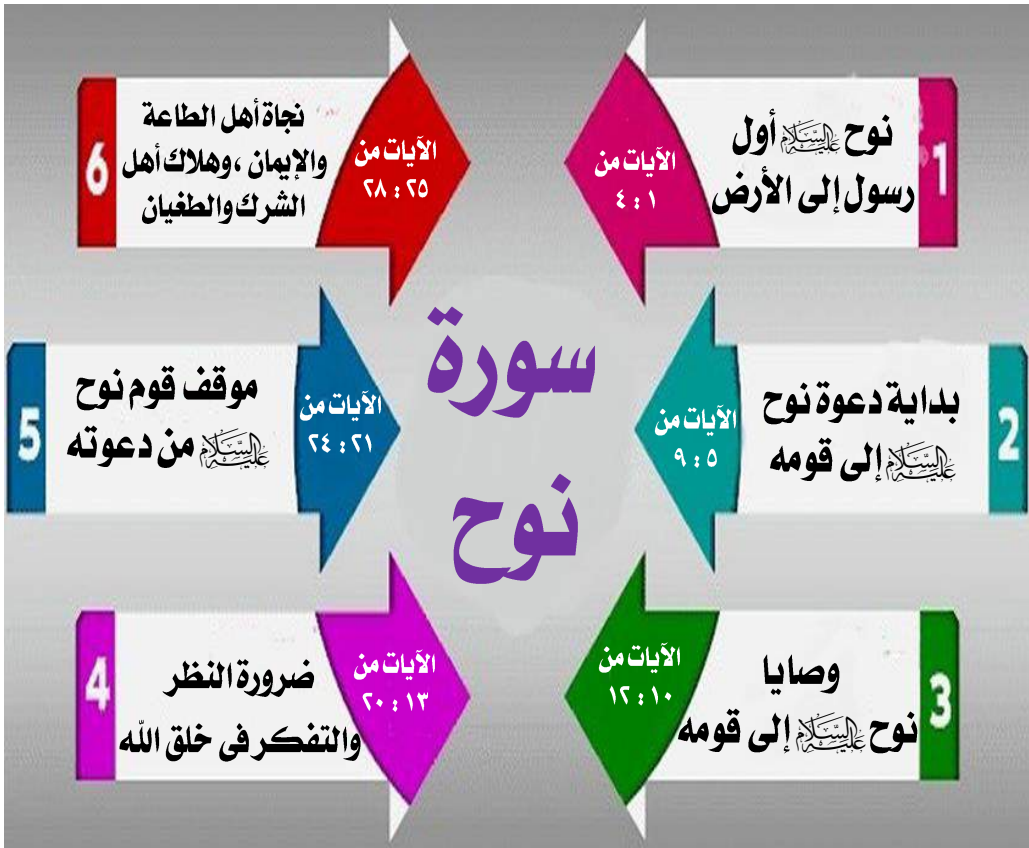 سورة
نوح
1
نوح عليه السلام أول
رسول إلى الأرض
الآيات من
١ : ٤
2
بداية دعوة نوح
عليه السلام إلى قومه
الآيات من
٥ : ٩
3
وصايا
نوح عليه السلام إلى قومه
الآيات من
١٠ : ١٢
4
ضرورة النظر
والتفكر فى خلق الله
الآيات من
١٣ : ٢٠
5
موقف قوم نوح
عليه السلام من دعوته
الآيات من
٢١ : ٢٤
6
نجاة أهل الطاعة
والإيمان ، وهلاك أهل
الشرك والطغيان
الآيات من
٢٥ : ٢٨